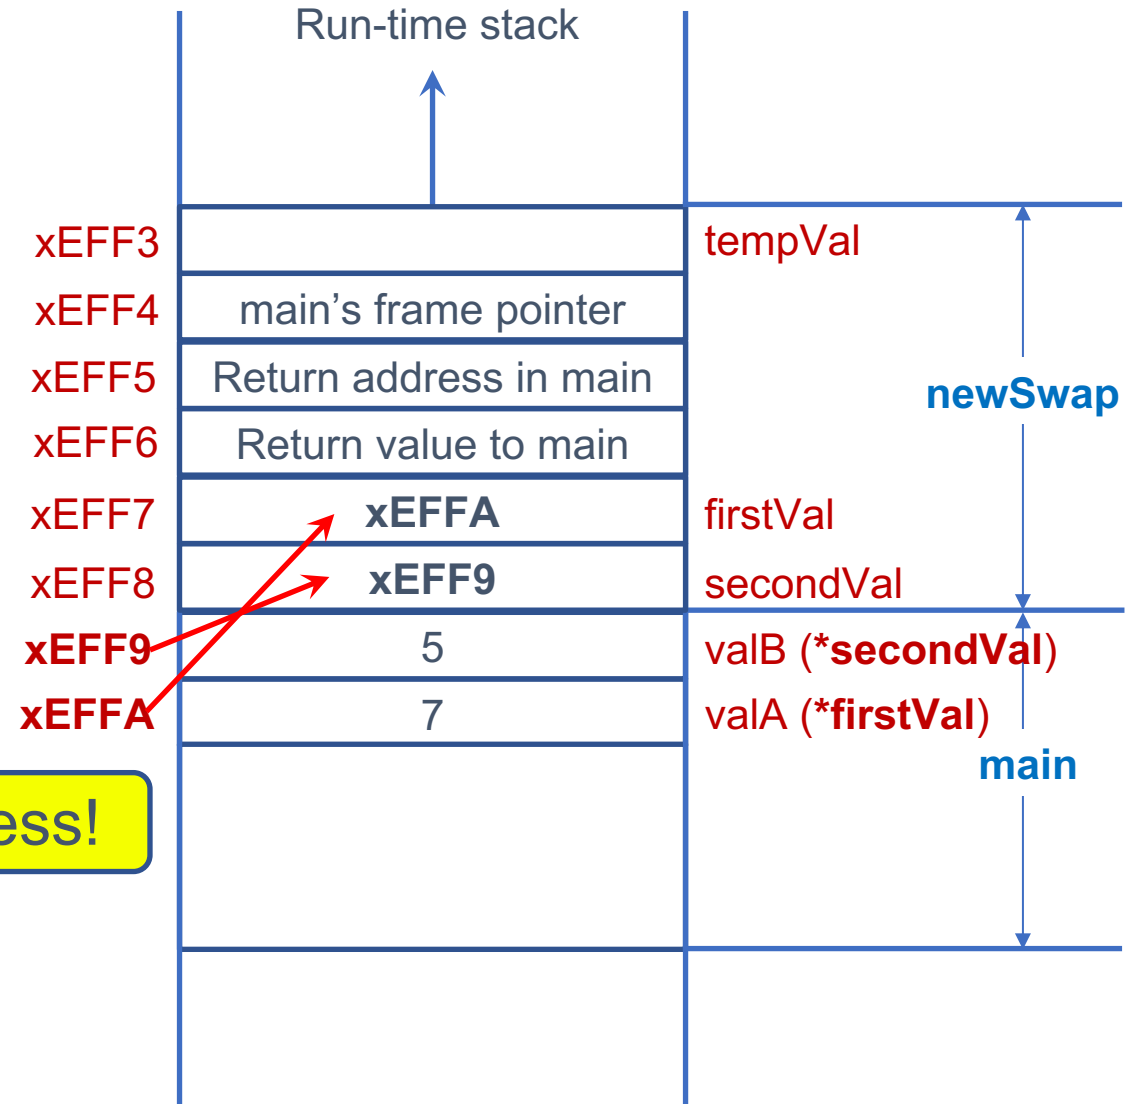 Run-time stack
xEFF3 tempVal
xEFF4 main’s frame pointer
xEFF5 Return address in main
newSwap
xEFF6 Return value to main
xEFF7 xEFFA firstVal
xEFF8 xEFF9 secondVal
xEFF9 5 valB (*secondVal)
xEFFA 7 valA (*firstVal)
main
ess!